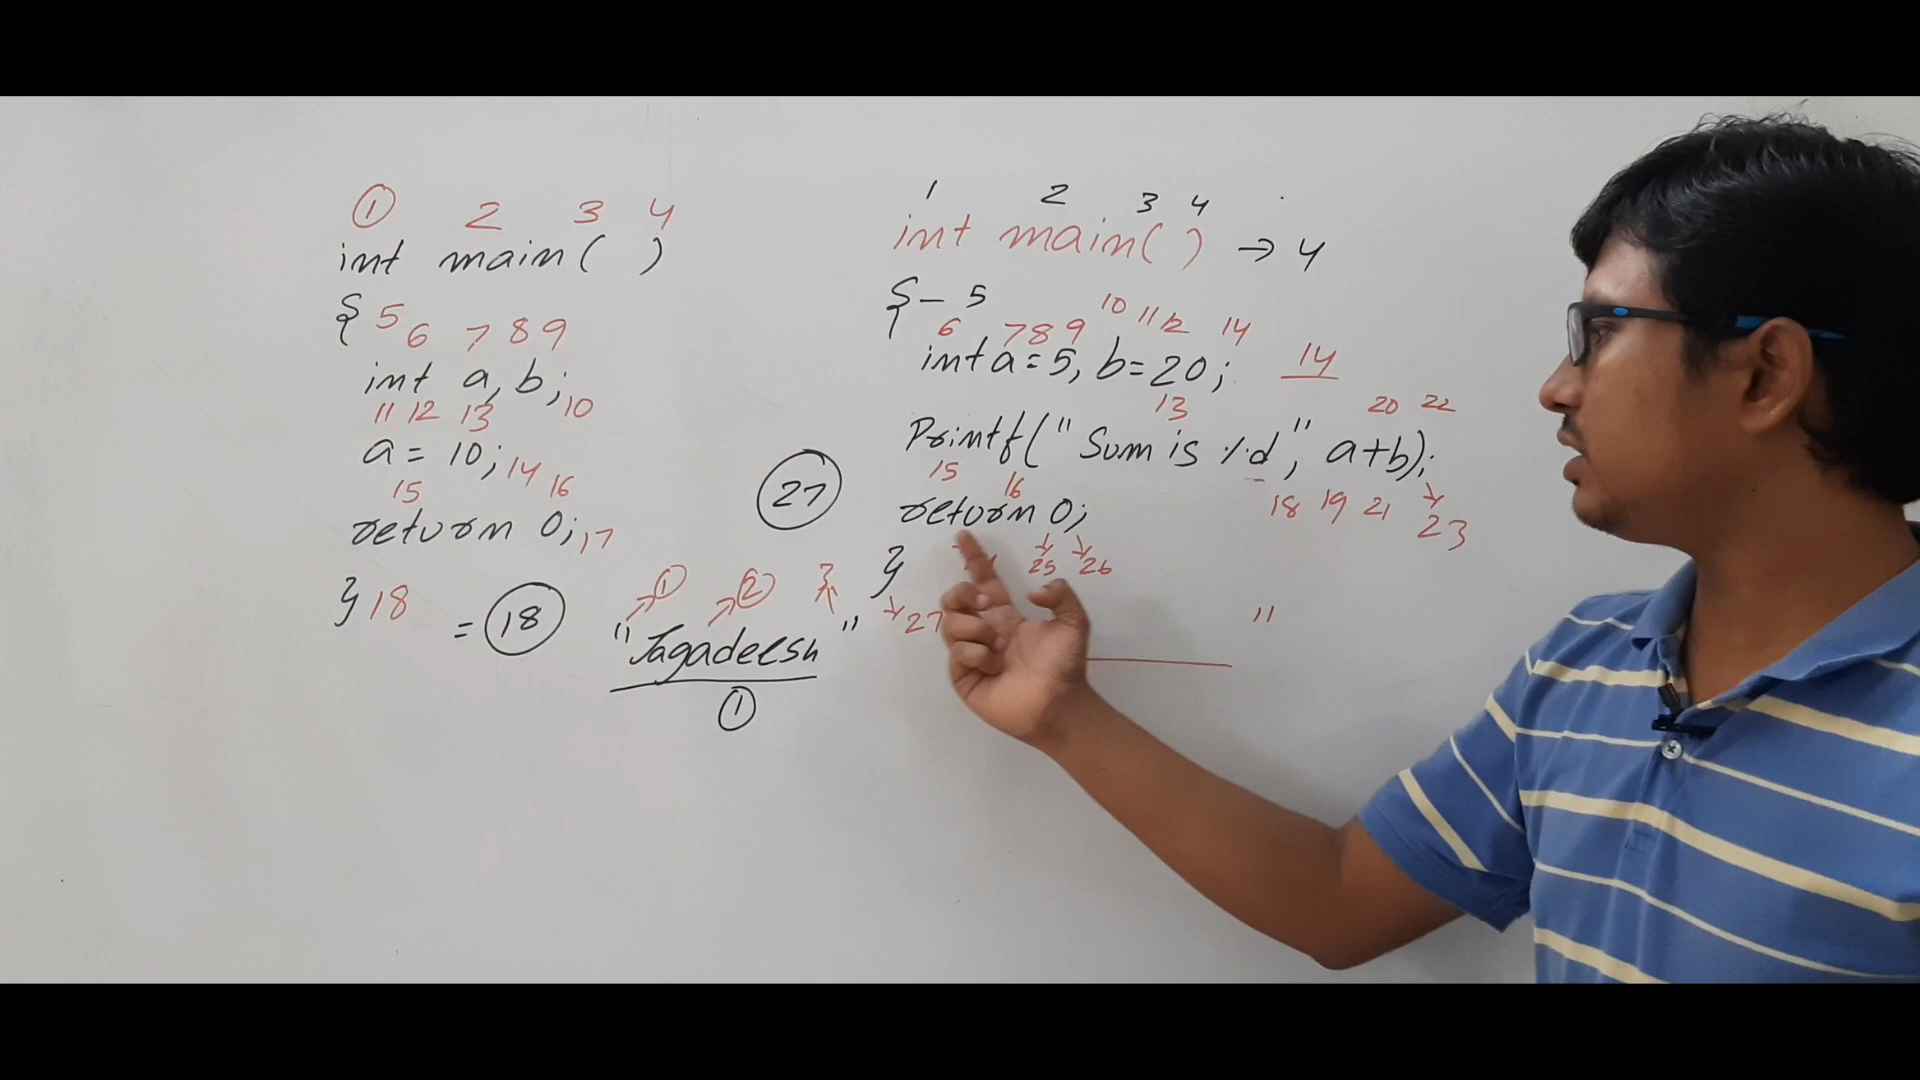 ① 2 3 4
int main( )
{ 5 6 7 8 9
int a, b; 10
11 12 13
a = 10; 14
15 16
return 0; 17
} 18 = 18
① ② 3
"Jagadeesh"
①
1 2 3 4
int main( ) → 4
{ – 5
6 7 8 9 10 11 12 14
int a = 5, b = 20; 14
13 20 22
Printf(" Sum is %d", a+b);
15 16 18 19 21 23
27 return 0;
25 26
}
27 "